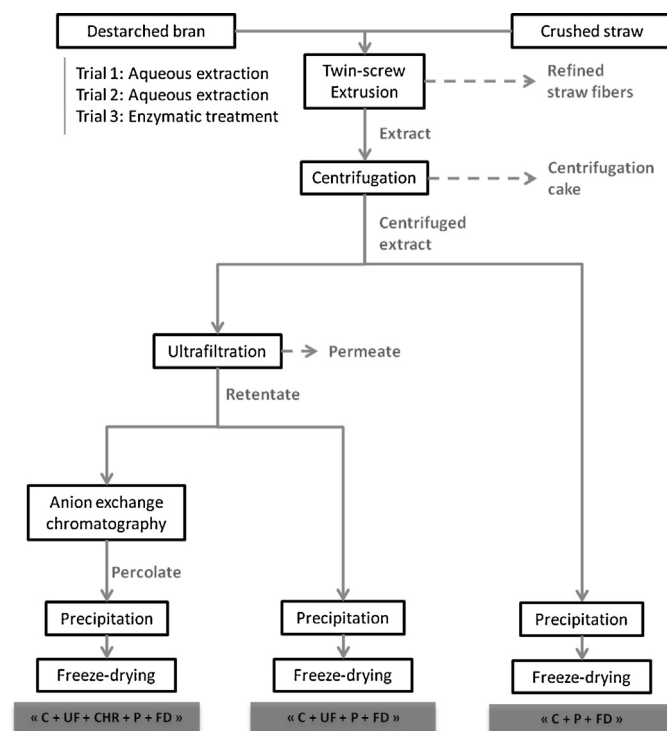 Destarched bran
Crushed straw
Trial 1: Aqueous extraction
Trial 2: Aqueous extraction
Trial 3: Enzymatic treatment
Twin-screw
Extrusion
Refined
straw fibers
Extract
Centrifugation
Centrifugation
cake
Centrifuged
extract
Ultrafiltration
Permeate
Retentate
Anion exchange
chromatography
Percolate
Precipitation
Precipitation
Precipitation
Freeze-drying
Freeze-drying
Freeze-drying
« C + UF + CHR + P + FD »
« C + UF + P + FD »
« C + P + FD »